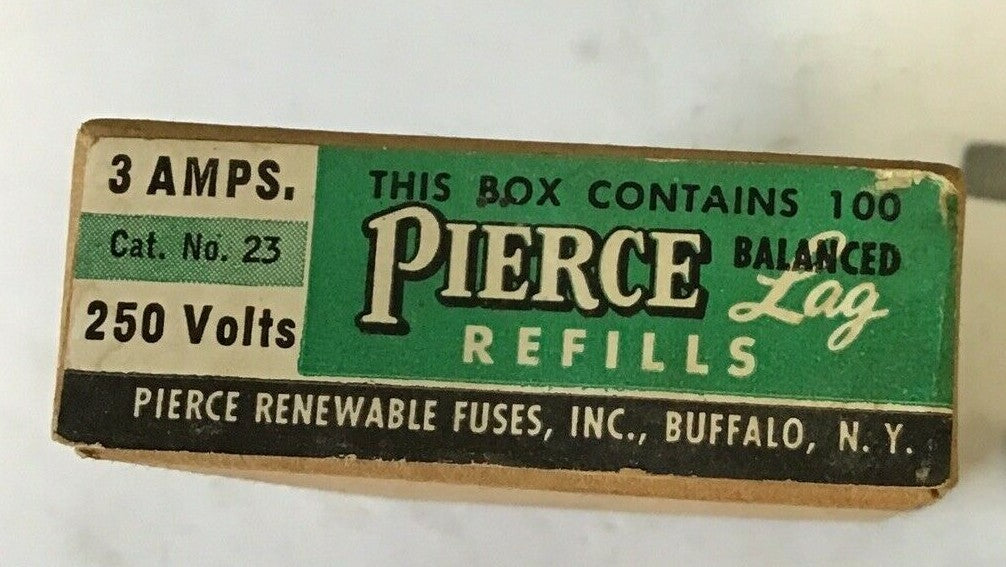 3 AMPS.
Cat. No. 23
250 Volts
THIS BOX CONTAINS 100
PIERCE BALANCED
Lag
REFILLS
PIERCE RENEWABLE FUSES, INC., BUFFALO, N. Y.